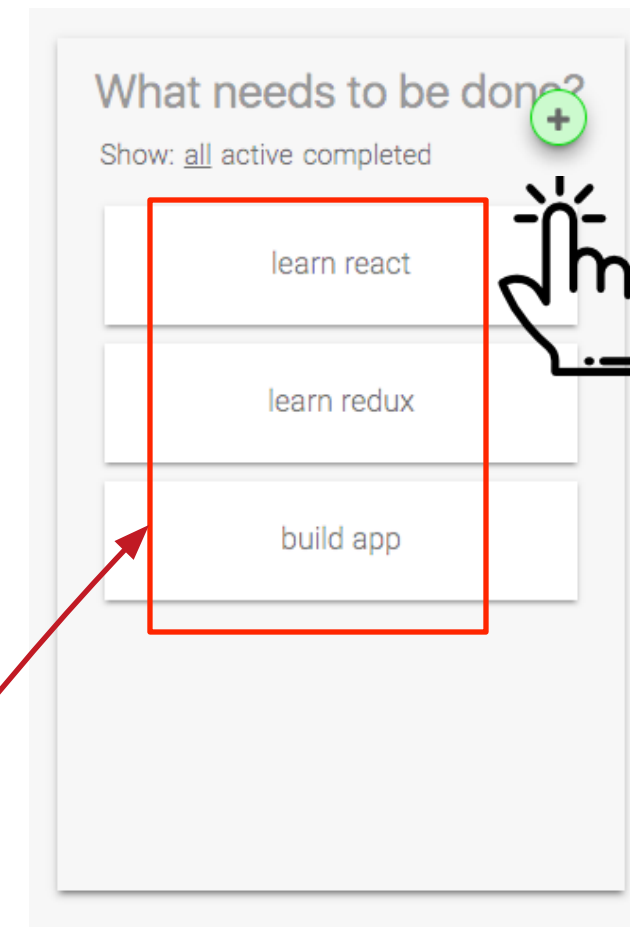 What needs to be done?
+
Show: all active completed
learn react
learn redux
build app